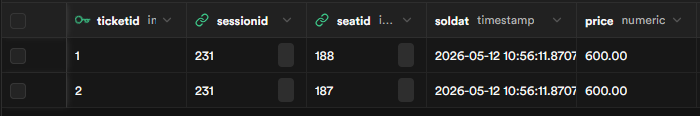 ticketid in sessionid seatid i... soldat timestamp price numeric
1 231 188 2026-05-12 10:56:11.8707 600.00
2 231 187 2026-05-12 10:56:11.8707 600.00